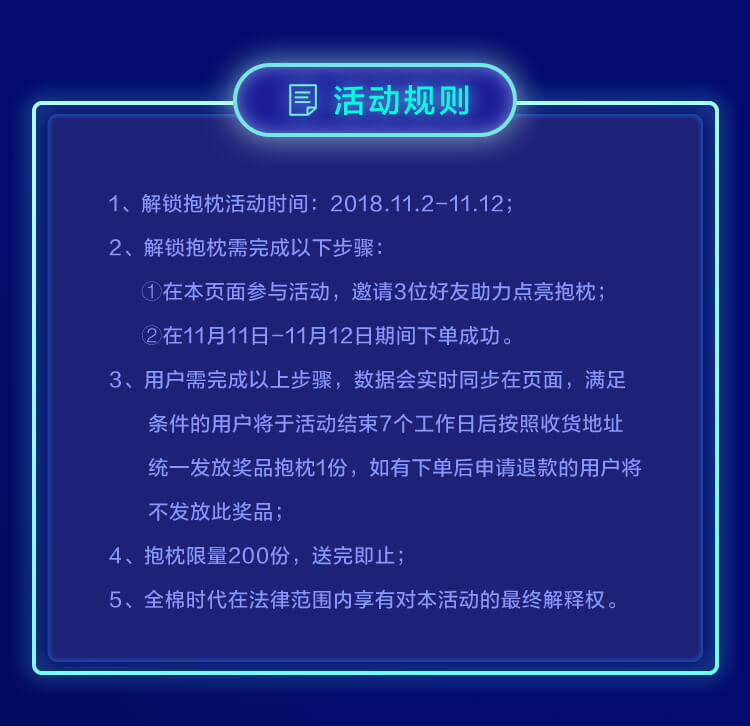 活动规则
1、解锁抱枕活动时间：2018.11.2-11.12；
2、解锁抱枕需完成以下步骤：
①在本页面参与活动，邀请3位好友助力点亮抱枕；
②在11月11日-11月12日期间下单成功。
3、用户需完成以上步骤，数据会实时同步在页面，满足
条件的用户将于活动结束7个工作日后按照收货地址
统一发放奖品抱枕1份，如有下单后申请退款的用户将
不发放此奖品；
4、抱枕限量200份，送完即止；
5、全棉时代在法律范围内享有对本活动的最终解释权。